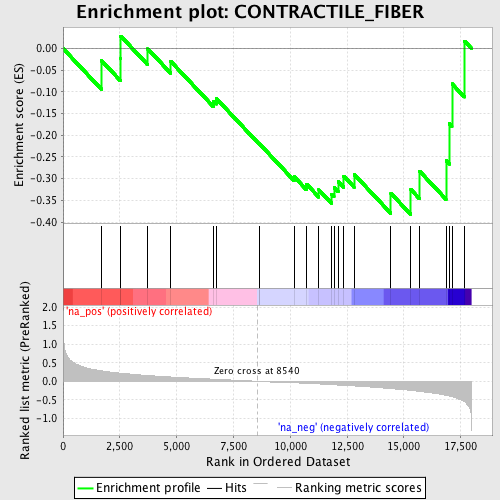 Enrichment plot: CONTRACTILE_FIBER
Enrichment score (ES)
0.00
-0.05
-0.10
-0.15
-0.20
-0.25
-0.30
-0.35
-0.40
'na_pos' (positively correlated)
Ranked list metric (PreRanked)
2.0
1.5
1.0
0.5
0.0
-0.5
-1.0
Zero cross at 8540
'na_neg' (negatively correlated)
0 2,500 5,000 7,500 10,000 12,500 15,000 17,500
Rank in Ordered Dataset
Enrichment profile Hits Ranking metric scores